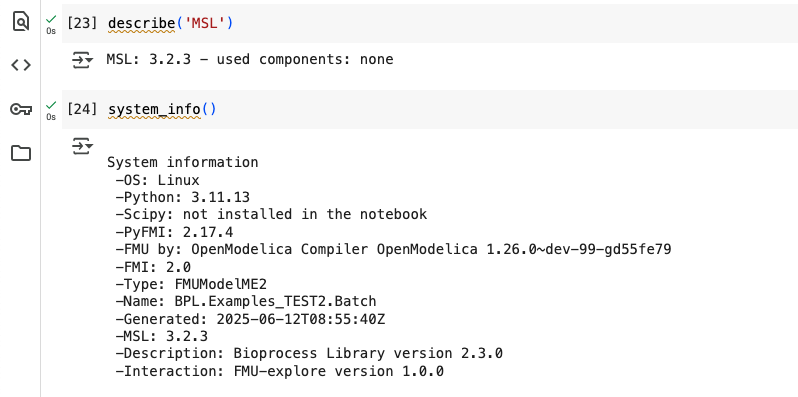 [23] describe('MSL')
0s
MSL: 3.2.3 - used components: none
[24] system_info()
0s
System information
-OS: Linux
-Python: 3.11.13
-Scipy: not installed in the notebook
-PyFMI: 2.17.4
-FMU by: OpenModelica Compiler OpenModelica 1.26.0~dev-99-gd55fe79
-FMI: 2.0
-Type: FMUModelME2
-Name: BPL.Examples_TEST2.Batch
-Generated: 2025-06-12T08:55:40Z
-MSL: 3.2.3
-Description: Bioprocess Library version 2.3.0
-Interaction: FMU-explore version 1.0.0